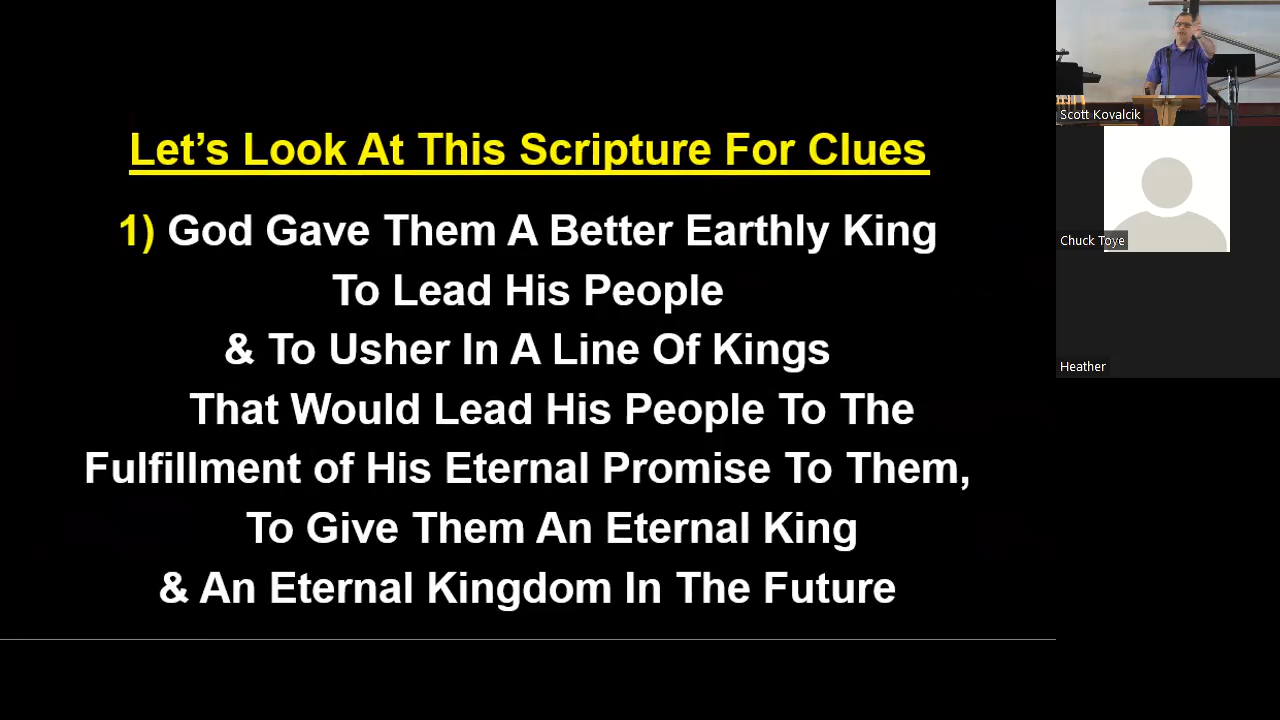 Let's Look At This Scripture For Clues
1) God Gave Them A Better Earthly King
To Lead His People
& To Usher In A Line Of Kings
That Would Lead His People To The
Fulfillment of His Eternal Promise To Them,
To Give Them An Eternal King
& An Eternal Kingdom In The Future
Scott Kovalcik
Chuck Toye
Heather